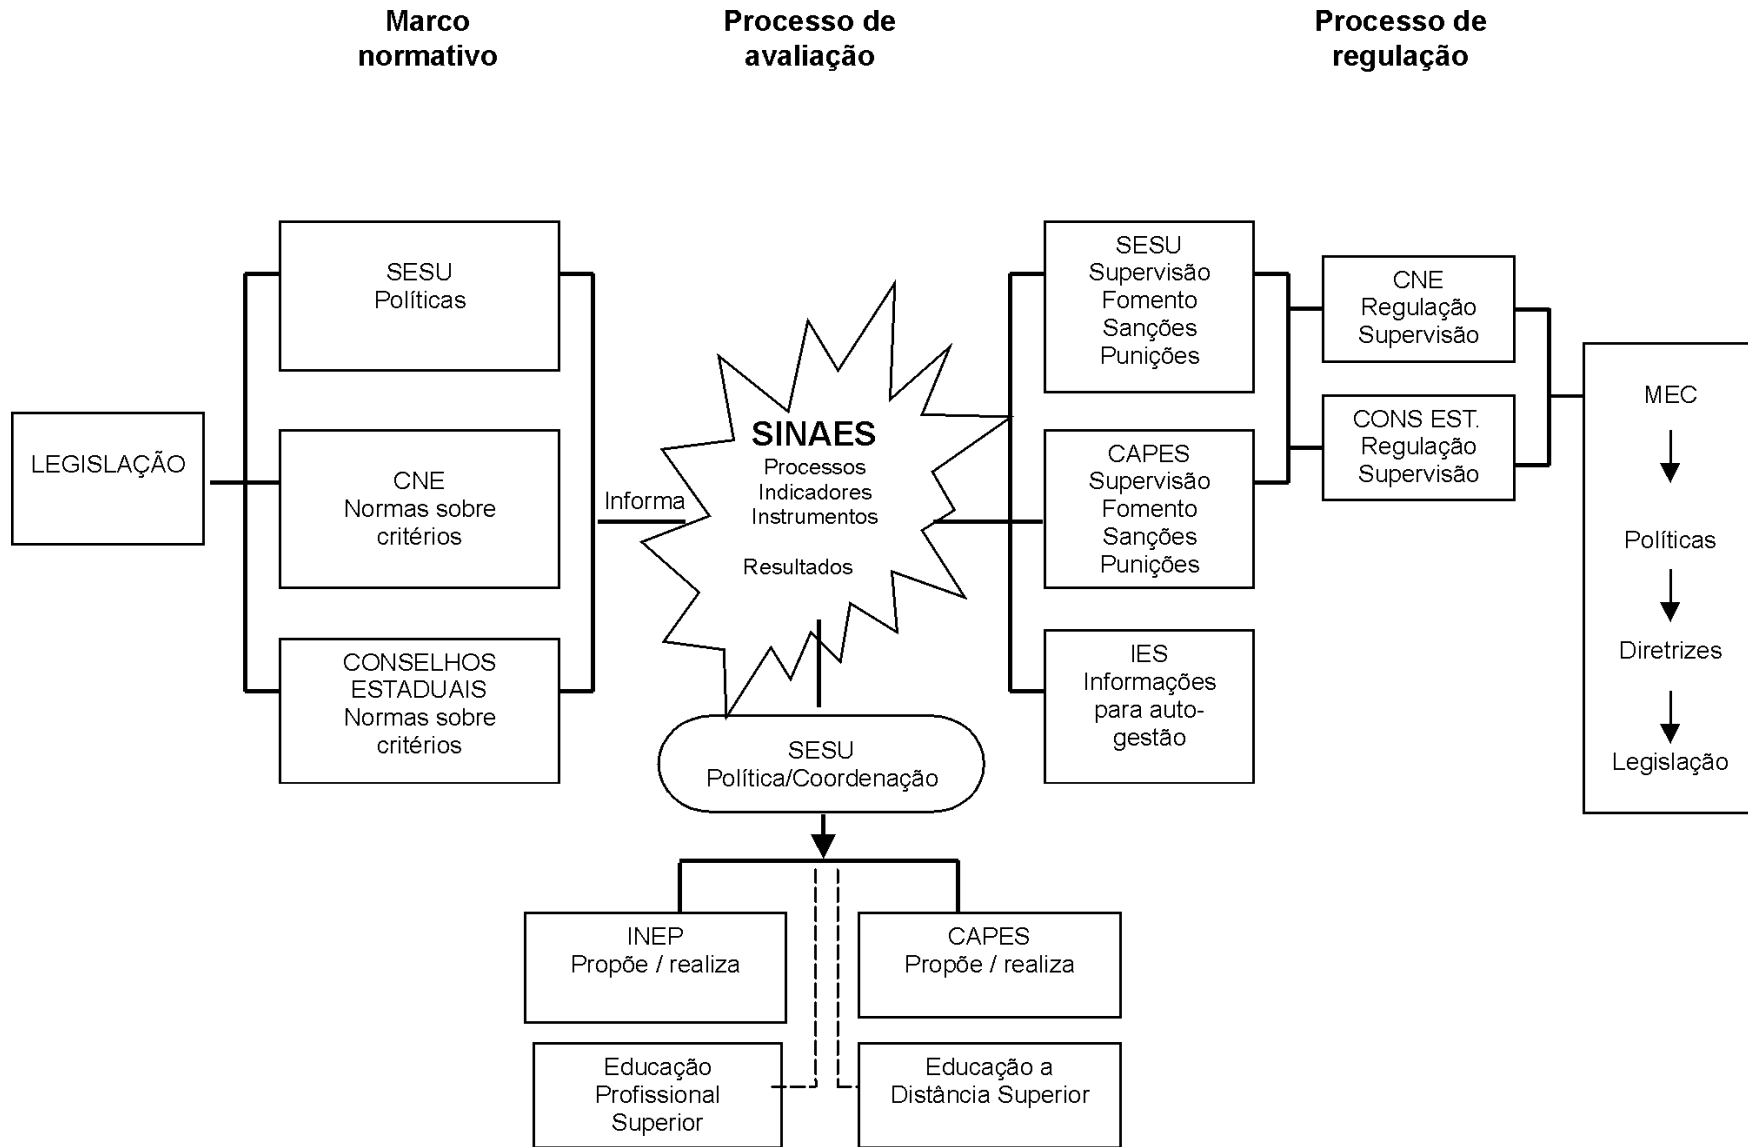 Marco
normativo
Processo de
avaliação
Processo de
regulação
LEGISLAÇÃO
SESU
Políticas
CNE
Normas sobre
critérios
CONSELHOS
ESTADUAIS
Normas sobre
critérios
Informa
SINAES
Processos
Indicadores
Instrumentos
Resultados
SESU
Política/Coordenação
INEP
Propõe / realiza
CAPES
Propõe / realiza
Educação
Profissional
Superior
Educação a
Distância Superior
SESU
Supervisão
Fomento
Sanções
Punições
CAPES
Supervisão
Fomento
Sanções
Punições
IES
Informações
para auto-
gestão
CNE
Regulação
Supervisão
CONS EST.
Regulação
Supervisão
MEC
Políticas
Diretrizes
Legislação